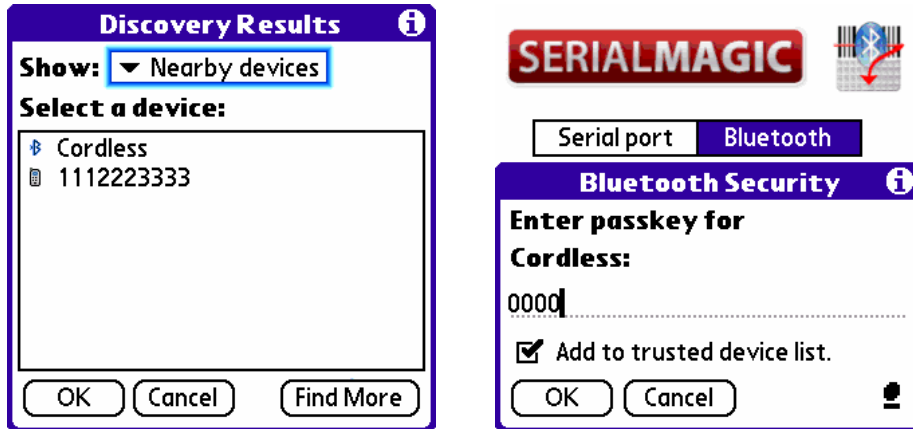 Discovery Results
Show: Nearby devices
Select a device:
Cordless
1112223333
OK Cancel Find More
SERIALMAGIC
Serial port Bluetooth
Bluetooth Security
Enter passkey for
Cordless:
0000
Add to trusted device list.
OK Cancel